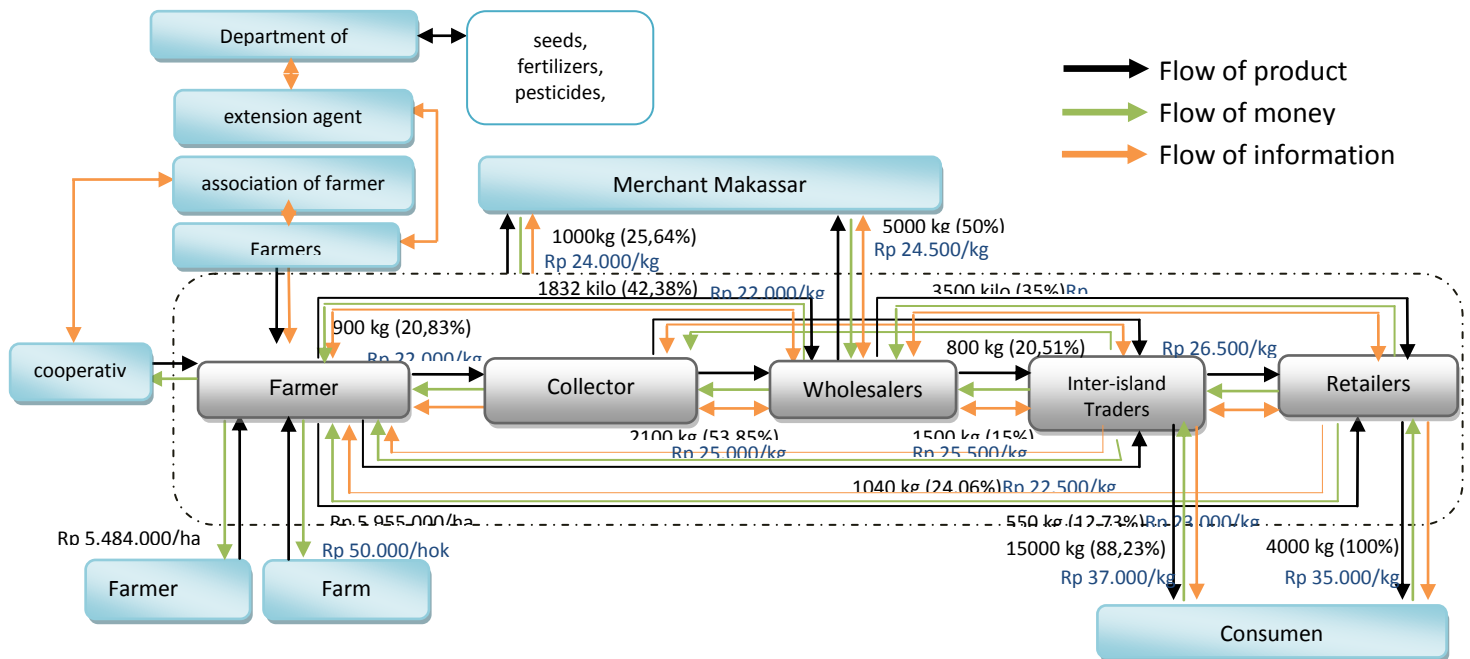 Department of
seeds,
fertilizers,
pesticides,
Flow of product
Flow of money
Flow of information
extension agent
association of farmer
Farmers
Merchant Makassar
1000kg (25,64%)
Rp 24.000/kg
5000 kg (50%)
Rp 24.500/kg
1832 kilo (42,38%)
Rp 22.000/kg
3500 kilo (35%)Rp
900 kg (20,83%)
Rp 22.000/kg
800 kg (20,51%)
Rp 26.500/kg
cooperativ
Farmer
Collector
Wholesalers
Inter-island
Traders
Retailers
2100 kg (53,85%)
Rp 25.000/kg
1500 kg (15%)
Rp 25.500/kg
1040 kg (24,06%)Rp 22.500/kg
Rp 5.955.000/ha
550 kg (12,73%)Rp 23.000/kg
Rp 5.484.000/ha
Rp 50.000/hok
15000 kg (88,23%)
Rp 37.000/kg
4000 kg (100%)
Rp 35.000/kg
Farmer
Farm
Consumen